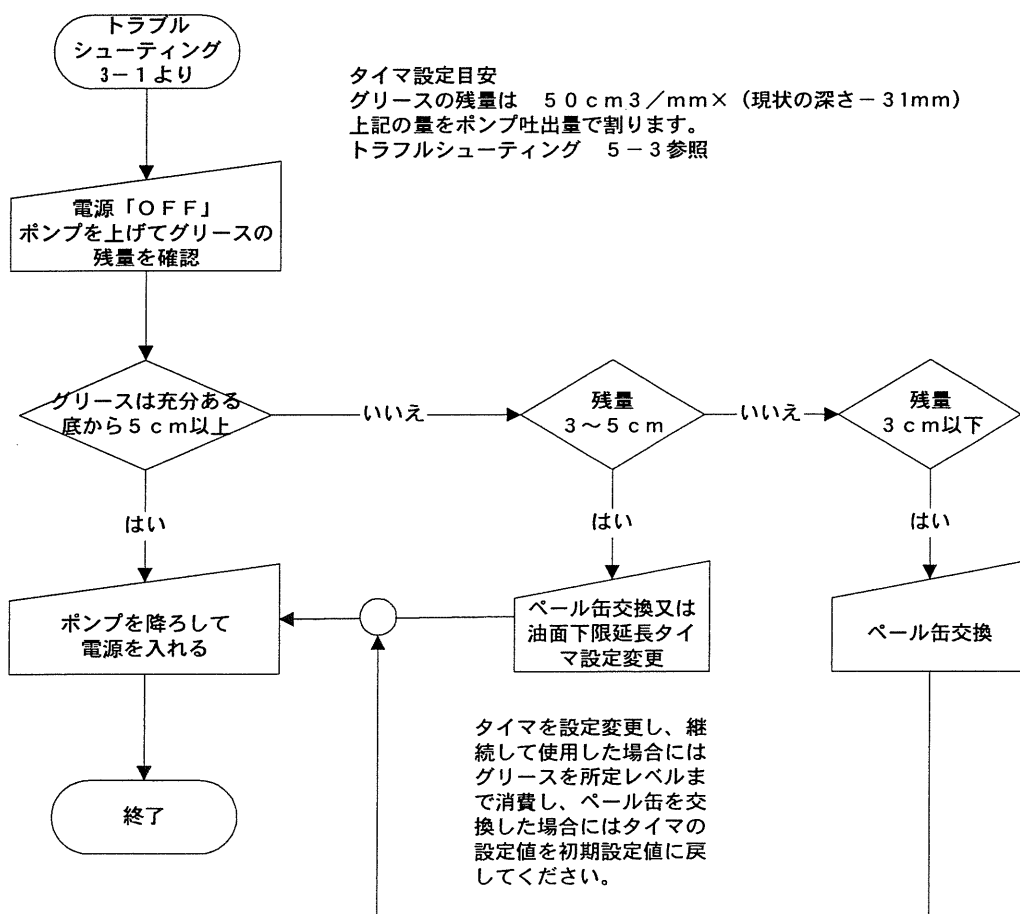 トラブル
シューティング
3-1より
タイマ設定目安
グリースの残量は 50cm3/mm×(現状の深さ-31mm)
上記の量をポンプ吐出量で割ります。
トラフルシューティング 5-3参照
電源「OFF」
ポンプを上げてグリースの
残量を確認
グリースは充分ある
底から5cm以上
いいえ
残量
3~5cm
いいえ
残量
3cm以下
はい
はい
はい
ポンプを降ろして
電源を入れる
ペール缶交換又は
油面下限延長タイ
マ設定変更
ペール缶交換
タイマを設定変更し、継
続して使用した場合には
グリースを所定レベルま
で消費し、ペール缶を交
換した場合にはタイマの
設定値を初期設定値に戻
してください。
終了